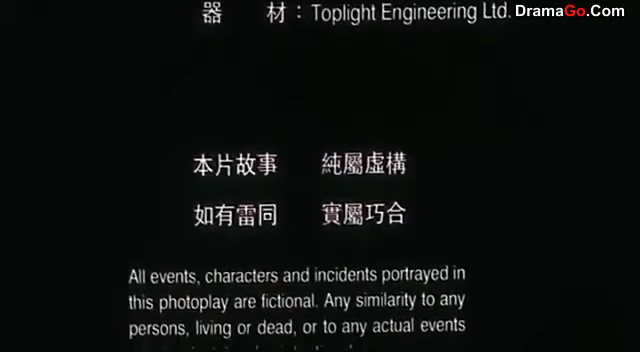 器 材：Toplight Engineering Ltd.
DramaGo.Com
本片故事 純屬虛構
如有雷同 實屬巧合
All events, characters and incidents portrayed in
this photoplay are fictional. Any similarity to any
persons, living or dead, or to any actual events